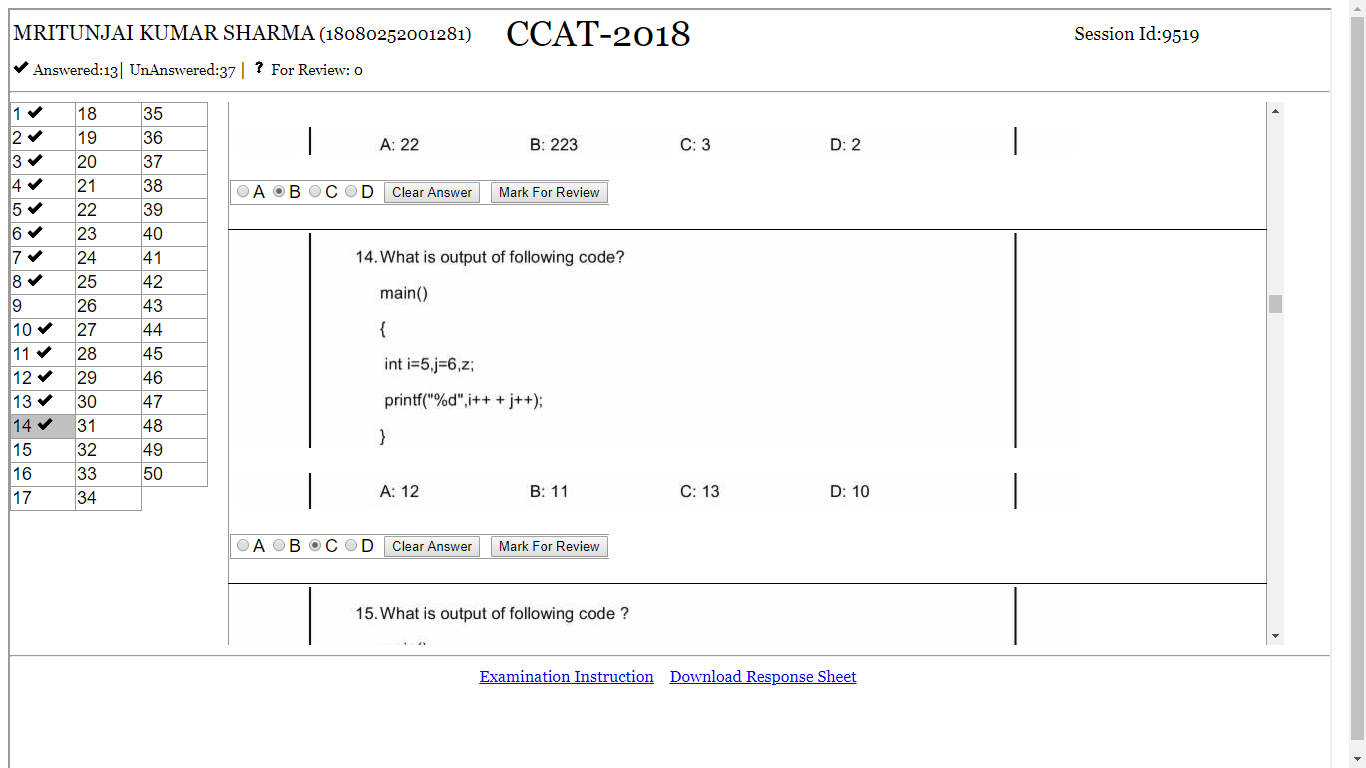 MRITUNJAI KUMAR SHARMA (18080252001281) CCAT-2018 Session Id:9519
Answered:13| UnAnswered:37 | ? For Review: 0
1 18 35
2 19 36
3 20 37
4 21 38
5 22 39
6 23 40
7 24 41
8 25 42
9 26 43
10 27 44
11 28 45
12 29 46
13 30 47
14 31 48
15 32 49
16 33 50
17 34
A: 22 B: 223 C: 3 D: 2
A B C D Clear Answer Mark For Review
14. What is output of following code?
main()
{
int i=5,j=6,z;
printf("%d",i++ + j++);
}
A: 12 B: 11 C: 13 D: 10
A B C D Clear Answer Mark For Review
15. What is output of following code ?
Examination Instruction Download Response Sheet